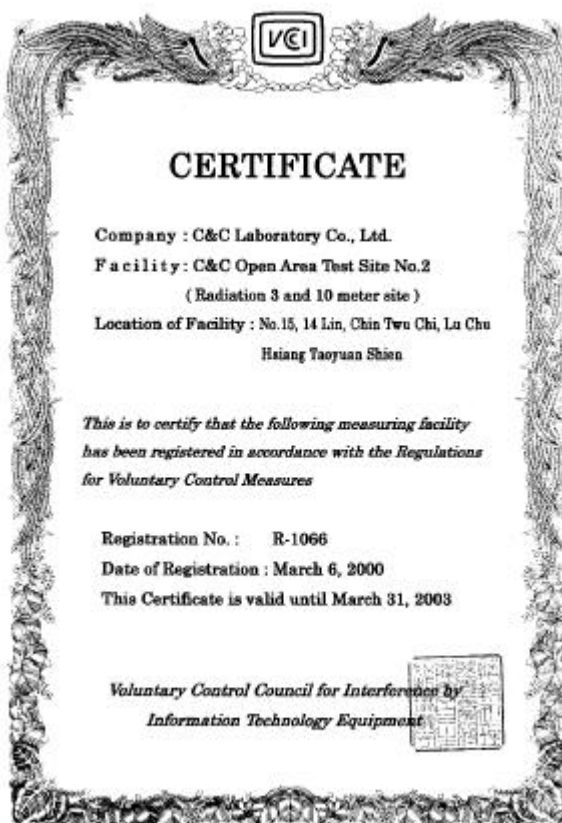 VCCI
CERTIFICATE
Company : C&C Laboratory Co., Ltd.
Facility: C&C Open Area Test Site No.2
( Radiation 3 and 10 meter site )
Location of Facility : No.15, 14 Lin, Chin Twu Chi, Lu Chu
Hsiang Taoyuan Shien
This is to certify that the following measuring facility
has been registered in accordance with the Regulations
for Voluntary Control Measures
Registration No. : R-1066
Date of Registration : March 6, 2000
This Certificate is valid until March 31, 2003
Voluntary Control Council for Interference by
Information Technology Equipment